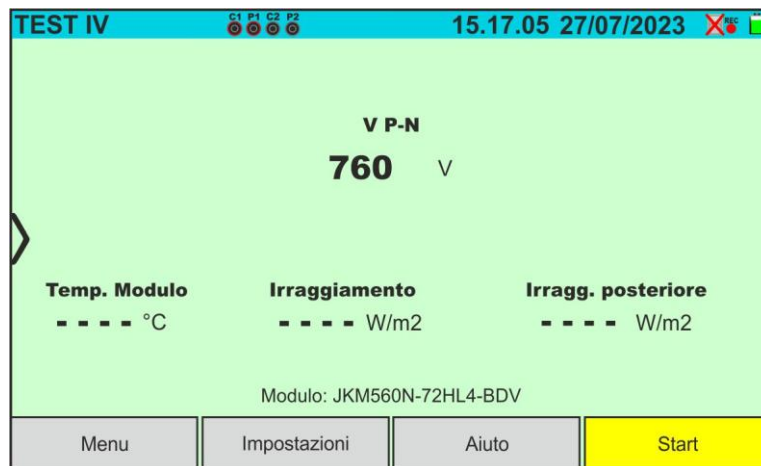 TEST IV C1 P1 C2 P2 15.17.05 27/07/2023 REC
V P-N
760 V
Temp. Modulo Irraggiamento Irragg. posteriore
- - - - °C - - - - W/m2 - - - - W/m2
Modulo: JKM560N-72HL4-BDV
Menu Impostazioni Aiuto Start